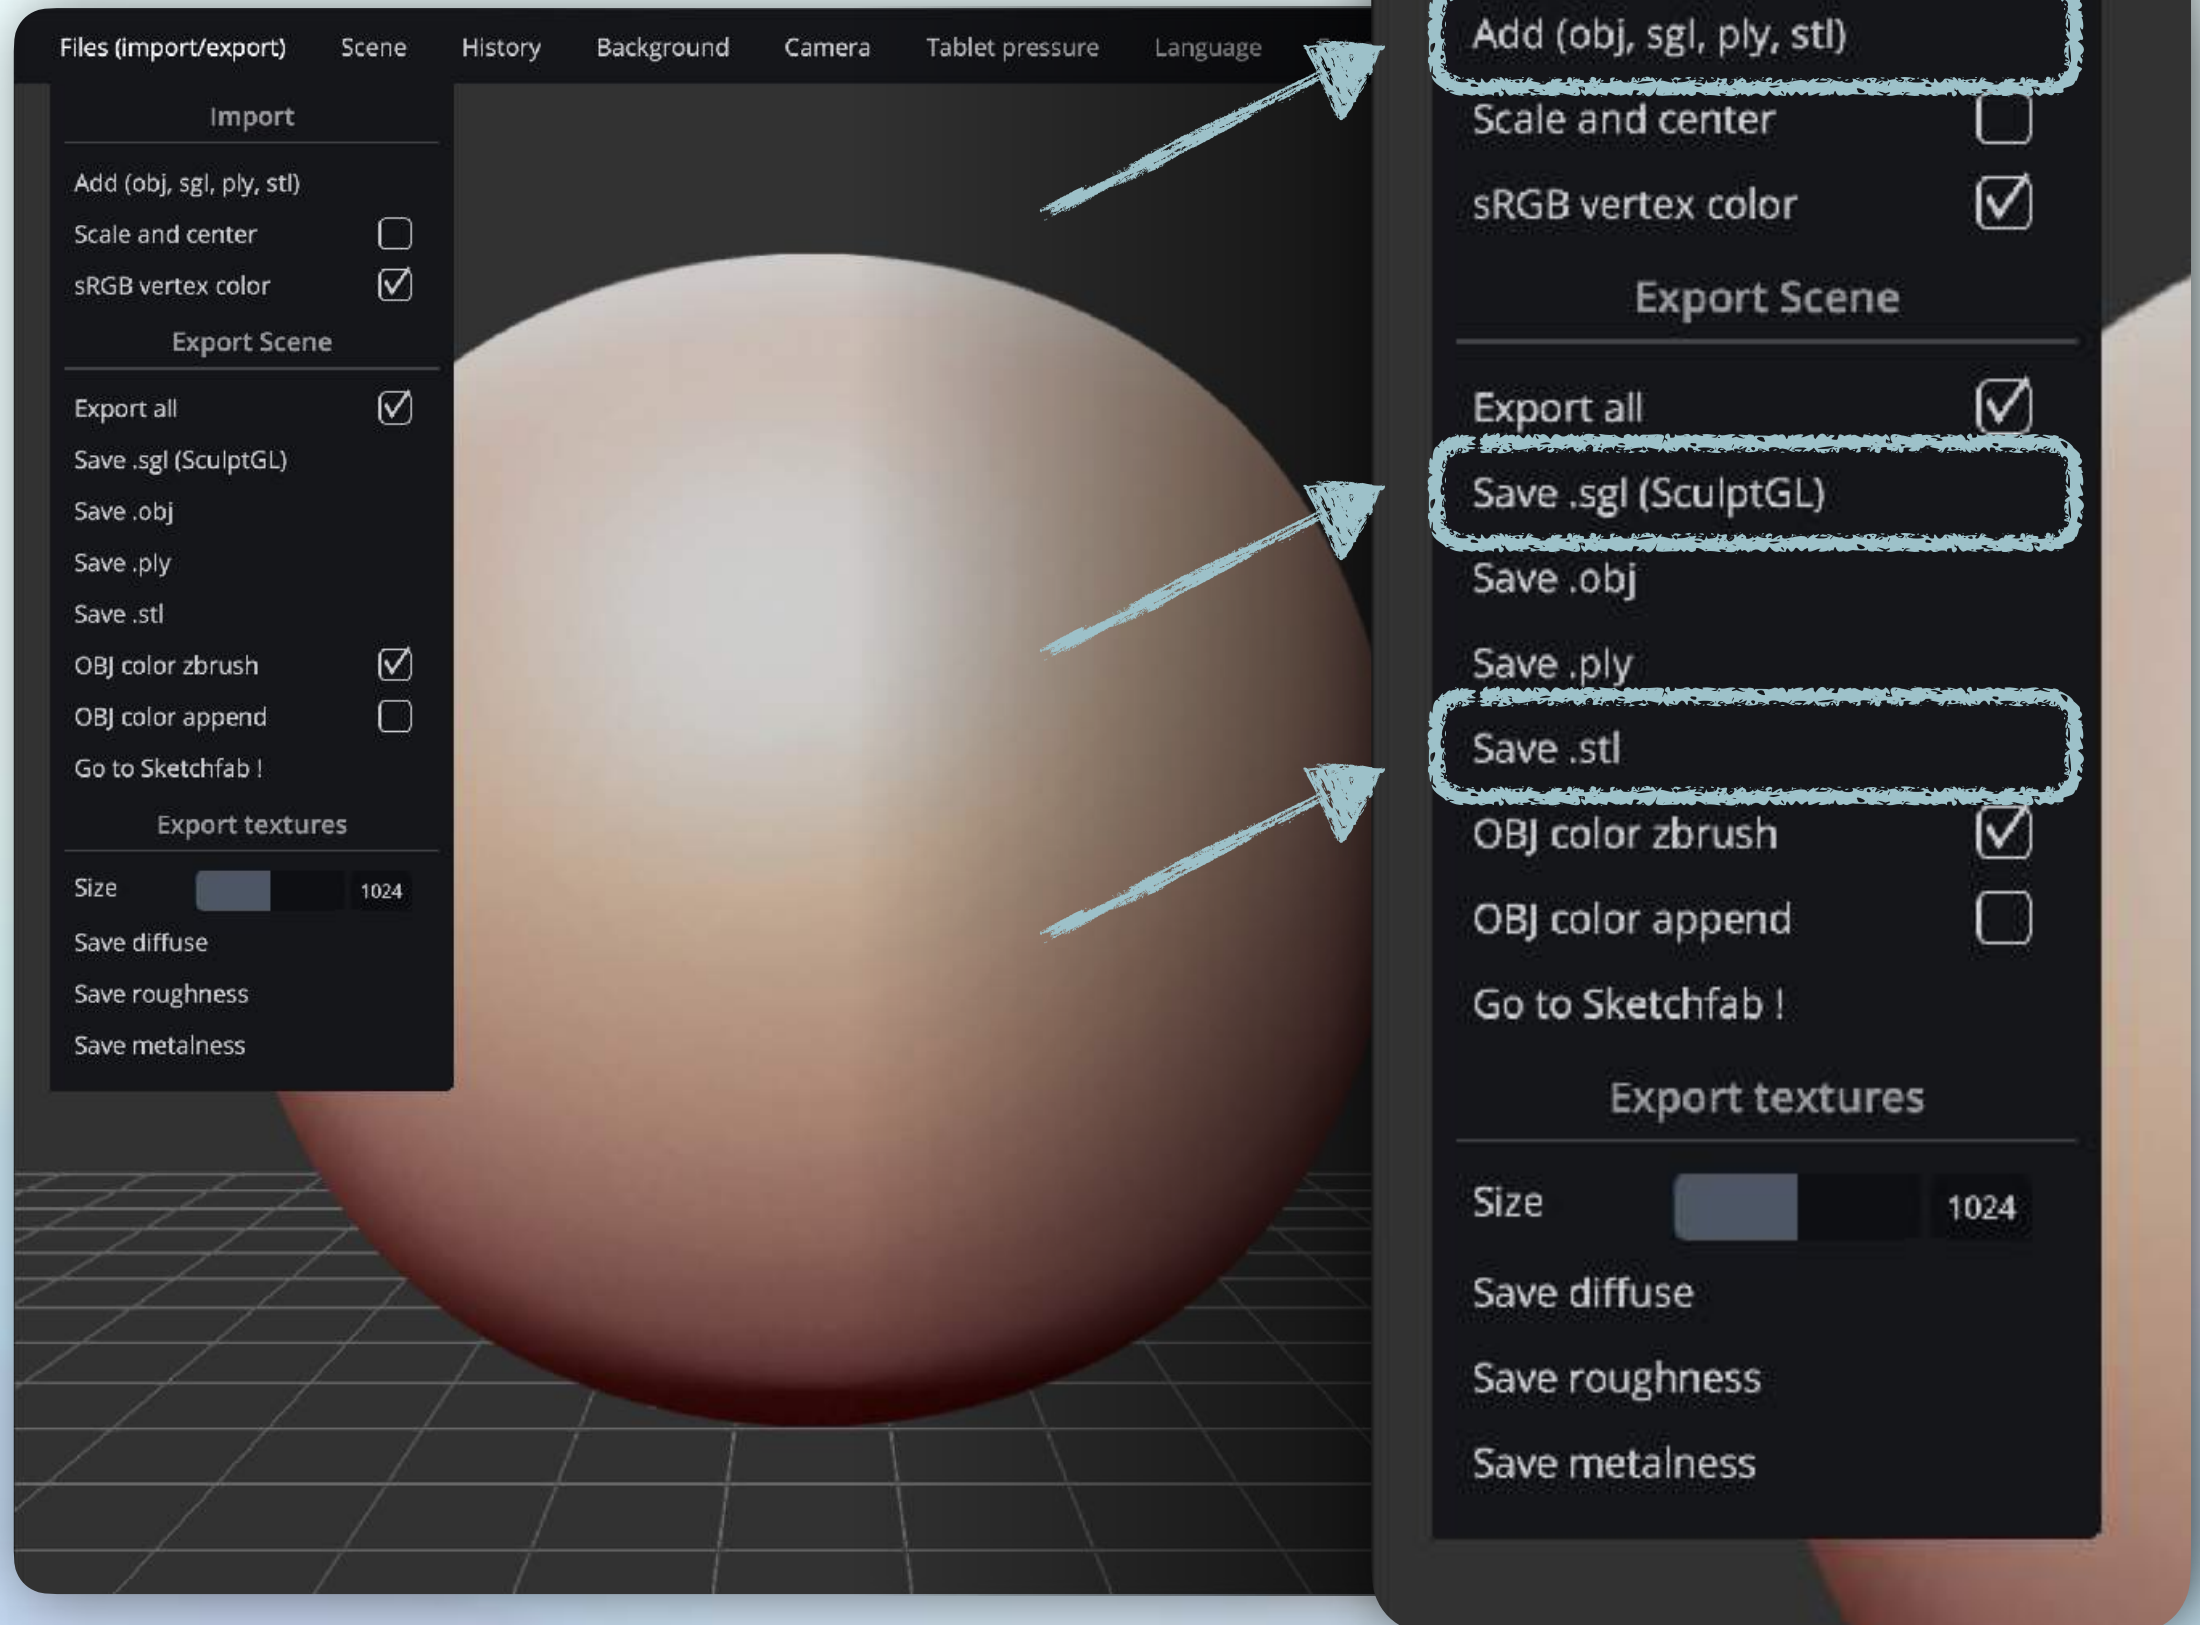 Files (import/export) Scene History Background Camera Tablet pressure Language
Import
Add (obj, sgl, ply, stl)
Scale and center
sRGB vertex color
Export Scene
Export all
Save .sgl (SculptGL)
Save .obj
Save .ply
Save .stl
OBJ color zbrush
OBJ color append
Go to Sketchfab !
Export textures
Size 1024
Save diffuse
Save roughness
Save metalness
Add (obj, sgl, ply, stl)
Scale and center
sRGB vertex color
Export Scene
Export all
Save .sgl (SculptGL)
Save .obj
Save .ply
Save .stl
OBJ color zbrush
OBJ color append
Go to Sketchfab !
Export textures
Size 1024
Save diffuse
Save roughness
Save metalness